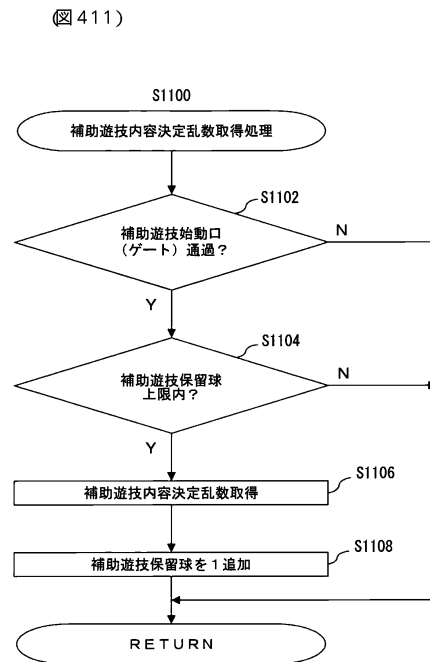 (図411)
S1100
補助遊技内容決定乱数取得処理
S1102
補助遊技始動口
(ゲート)通過？
N
Y
S1104
補助遊技保留球
上限内？
N
Y
S1106
補助遊技内容決定乱数取得
S1108
補助遊技保留球を1追加
RETURN